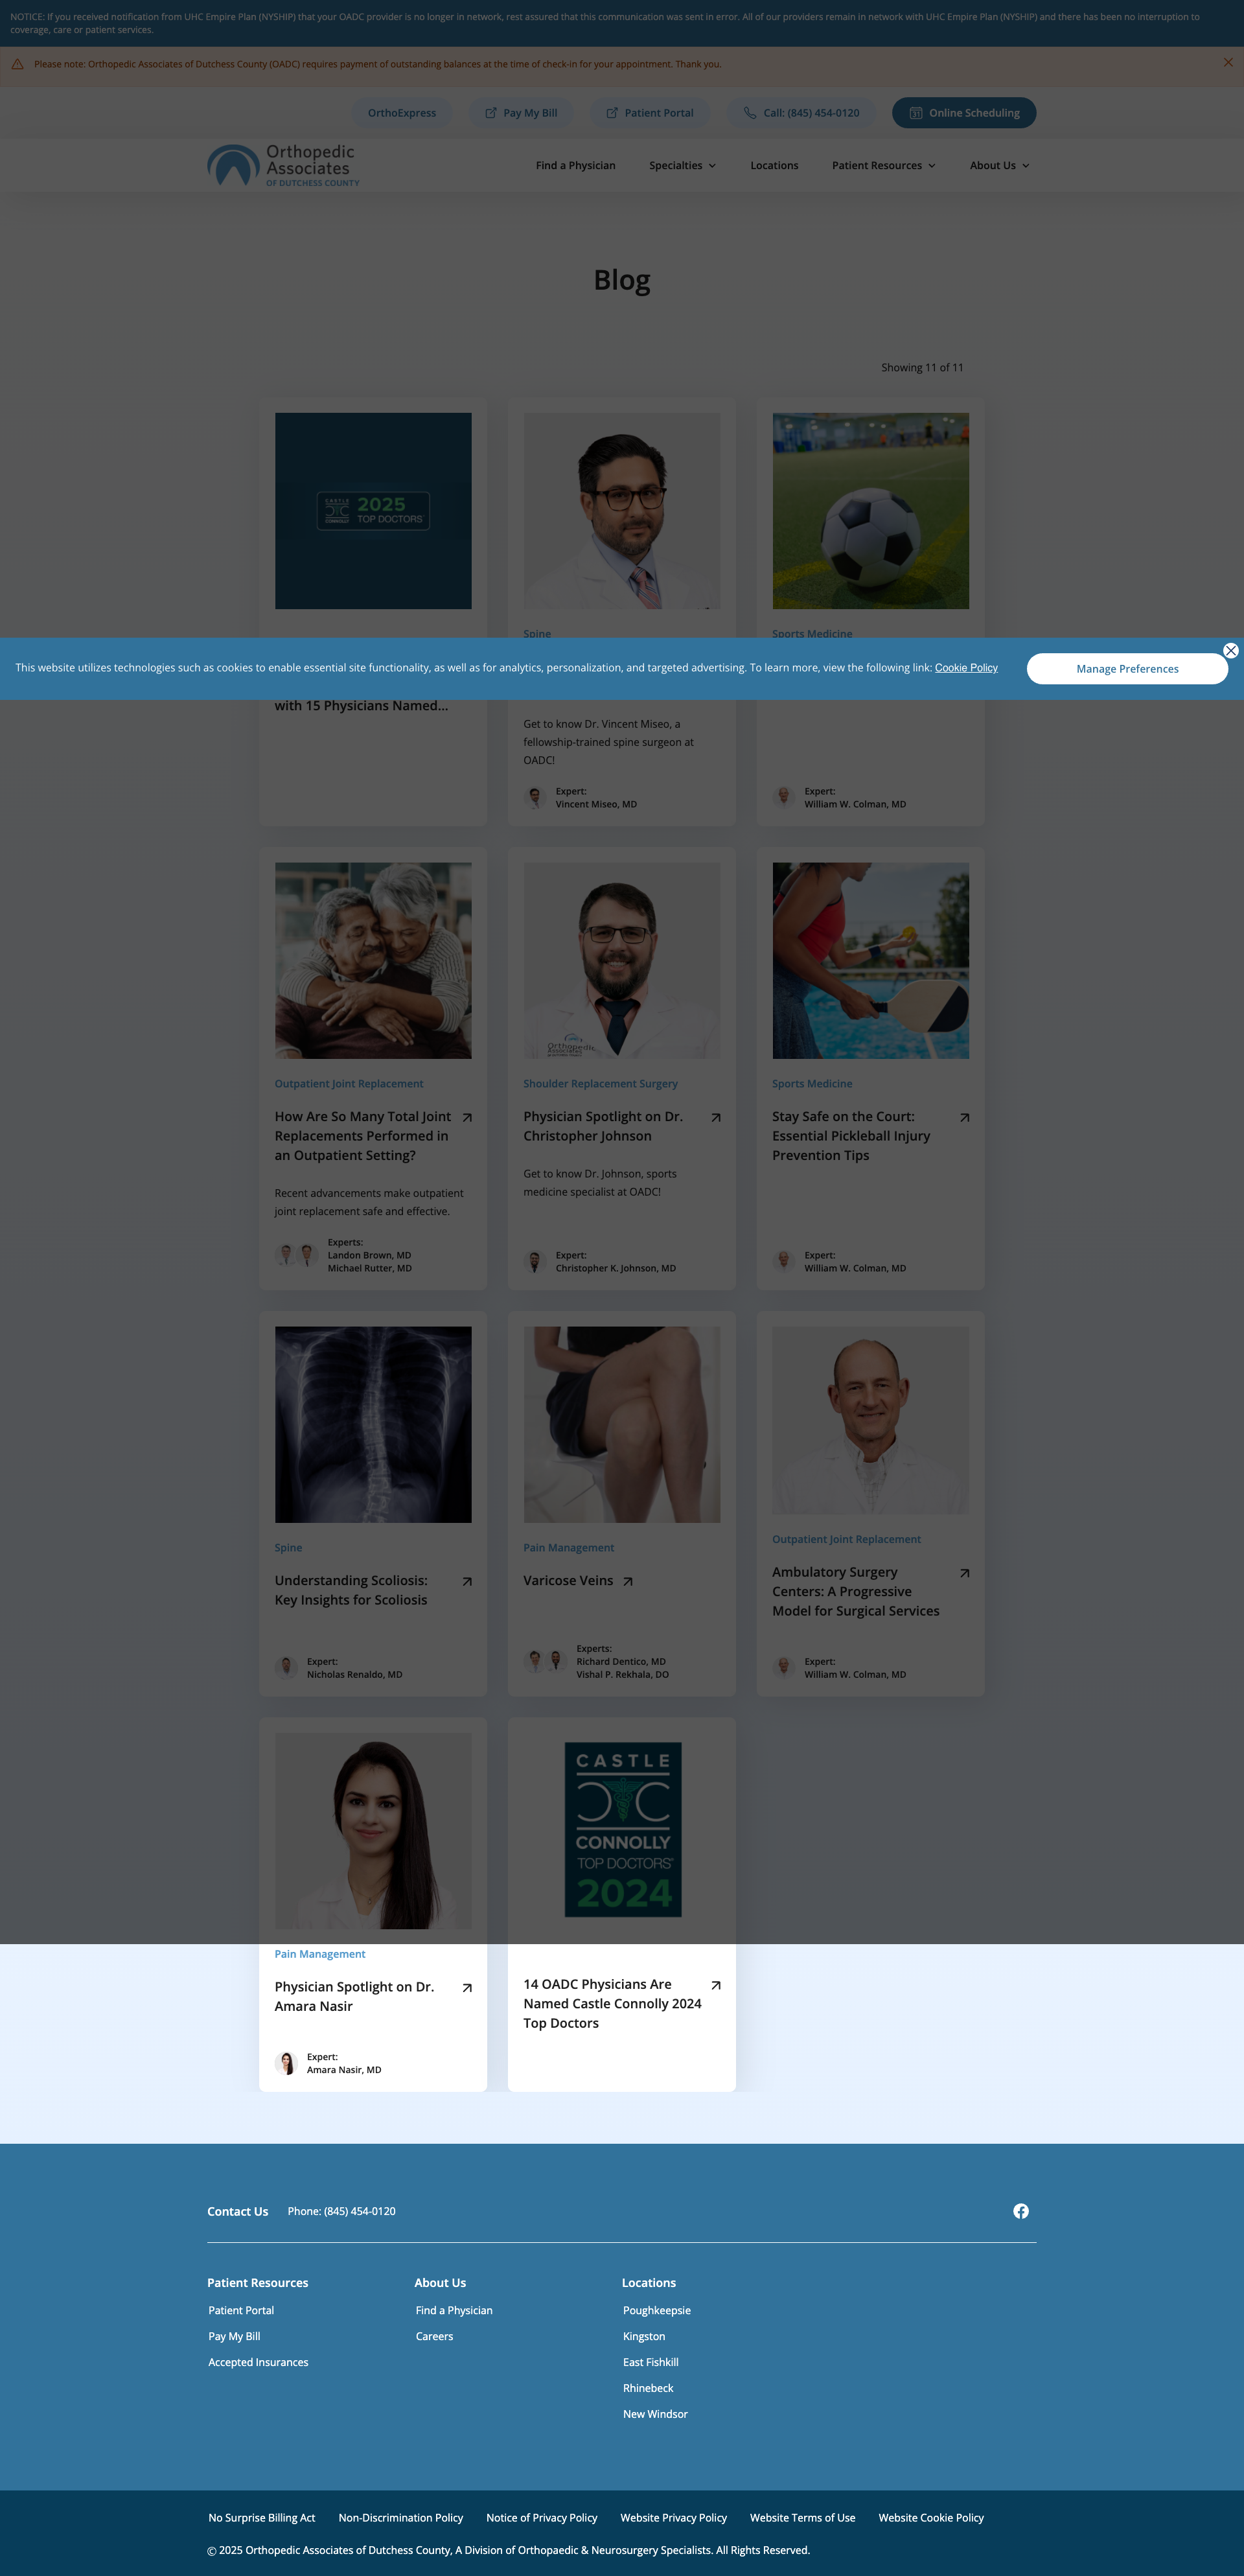 NOTICE: If you received notification from UHC Empire Plan (NYSHIP) that your OADC provider is no longer in network, rest assured that this communication was sent in error. All of our providers remain in network with UHC Empire Plan (NYSHIP) and there has been no interruption to
coverage, care or patient services.
Please note: Orthopedic Associates of Dutchess County (OADC) requires payment of outstanding balances at the time of check-in for your appointment. Thank you.
OrthoExpress
Pay My Bill
Patient Portal
Call: (845) 454-0120
31 Online Scheduling
Orthopedic
Associates
OF DUTCHESS COUNTY
Find a Physician
Specialties
Locations
Patient Resources
About Us
Blog
Showing 11 of 11
CASTLE
CONNOLLY
2025
TOP DOCTORS™
Spine
Sports Medicine
This website utilizes technologies such as cookies to enable essential site functionality, as well as for analytics, personalization, and targeted advertising. To learn more, view the following link: Cookie Policy
Manage Preferences
with 15 Physicians Named...
Get to know Dr. Vincent Miseo, a
fellowship-trained spine surgeon at
OADC!
Expert:
Vincent Miseo, MD
Expert:
William W. Colman, MD
Outpatient Joint Replacement
How Are So Many Total Joint
Replacements Performed in
an Outpatient Setting?
Recent advancements make outpatient
joint replacement safe and effective.
Experts:
Landon Brown, MD
Michael Rutter, MD
Orthopedic
Associates
Shoulder Replacement Surgery
Physician Spotlight on Dr.
Christopher Johnson
Get to know Dr. Johnson, sports
medicine specialist at OADC!
Expert:
Christopher K. Johnson, MD
Sports Medicine
Stay Safe on the Court:
Essential Pickleball Injury
Prevention Tips
Expert:
William W. Colman, MD
Spine
Understanding Scoliosis:
Key Insights for Scoliosis
Expert:
Nicholas Renaldo, MD
Pain Management
Varicose Veins
Experts:
Richard Dentico, MD
Vishal P. Rekhala, DO
Outpatient Joint Replacement
Ambulatory Surgery
Centers: A Progressive
Model for Surgical Services
Expert:
William W. Colman, MD
Pain Management
Physician Spotlight on Dr.
Amara Nasir
Expert:
Amara Nasir, MD
CASTLE
CONNOLLY
TOP DOCTORS™
2024
14 OADC Physicians Are
Named Castle Connolly 2024
Top Doctors
Contact Us
Phone: (845) 454-0120
Patient Resources
Patient Portal
Pay My Bill
Accepted Insurances
About Us
Find a Physician
Careers
Locations
Poughkeepsie
Kingston
East Fishkill
Rhinebeck
New Windsor
No Surprise Billing Act
Non-Discrimination Policy
Notice of Privacy Policy
Website Privacy Policy
Website Terms of Use
Website Cookie Policy
© 2025 Orthopedic Associates of Dutchess County, A Division of Orthopaedic & Neurosurgery Specialists. All Rights Reserved.